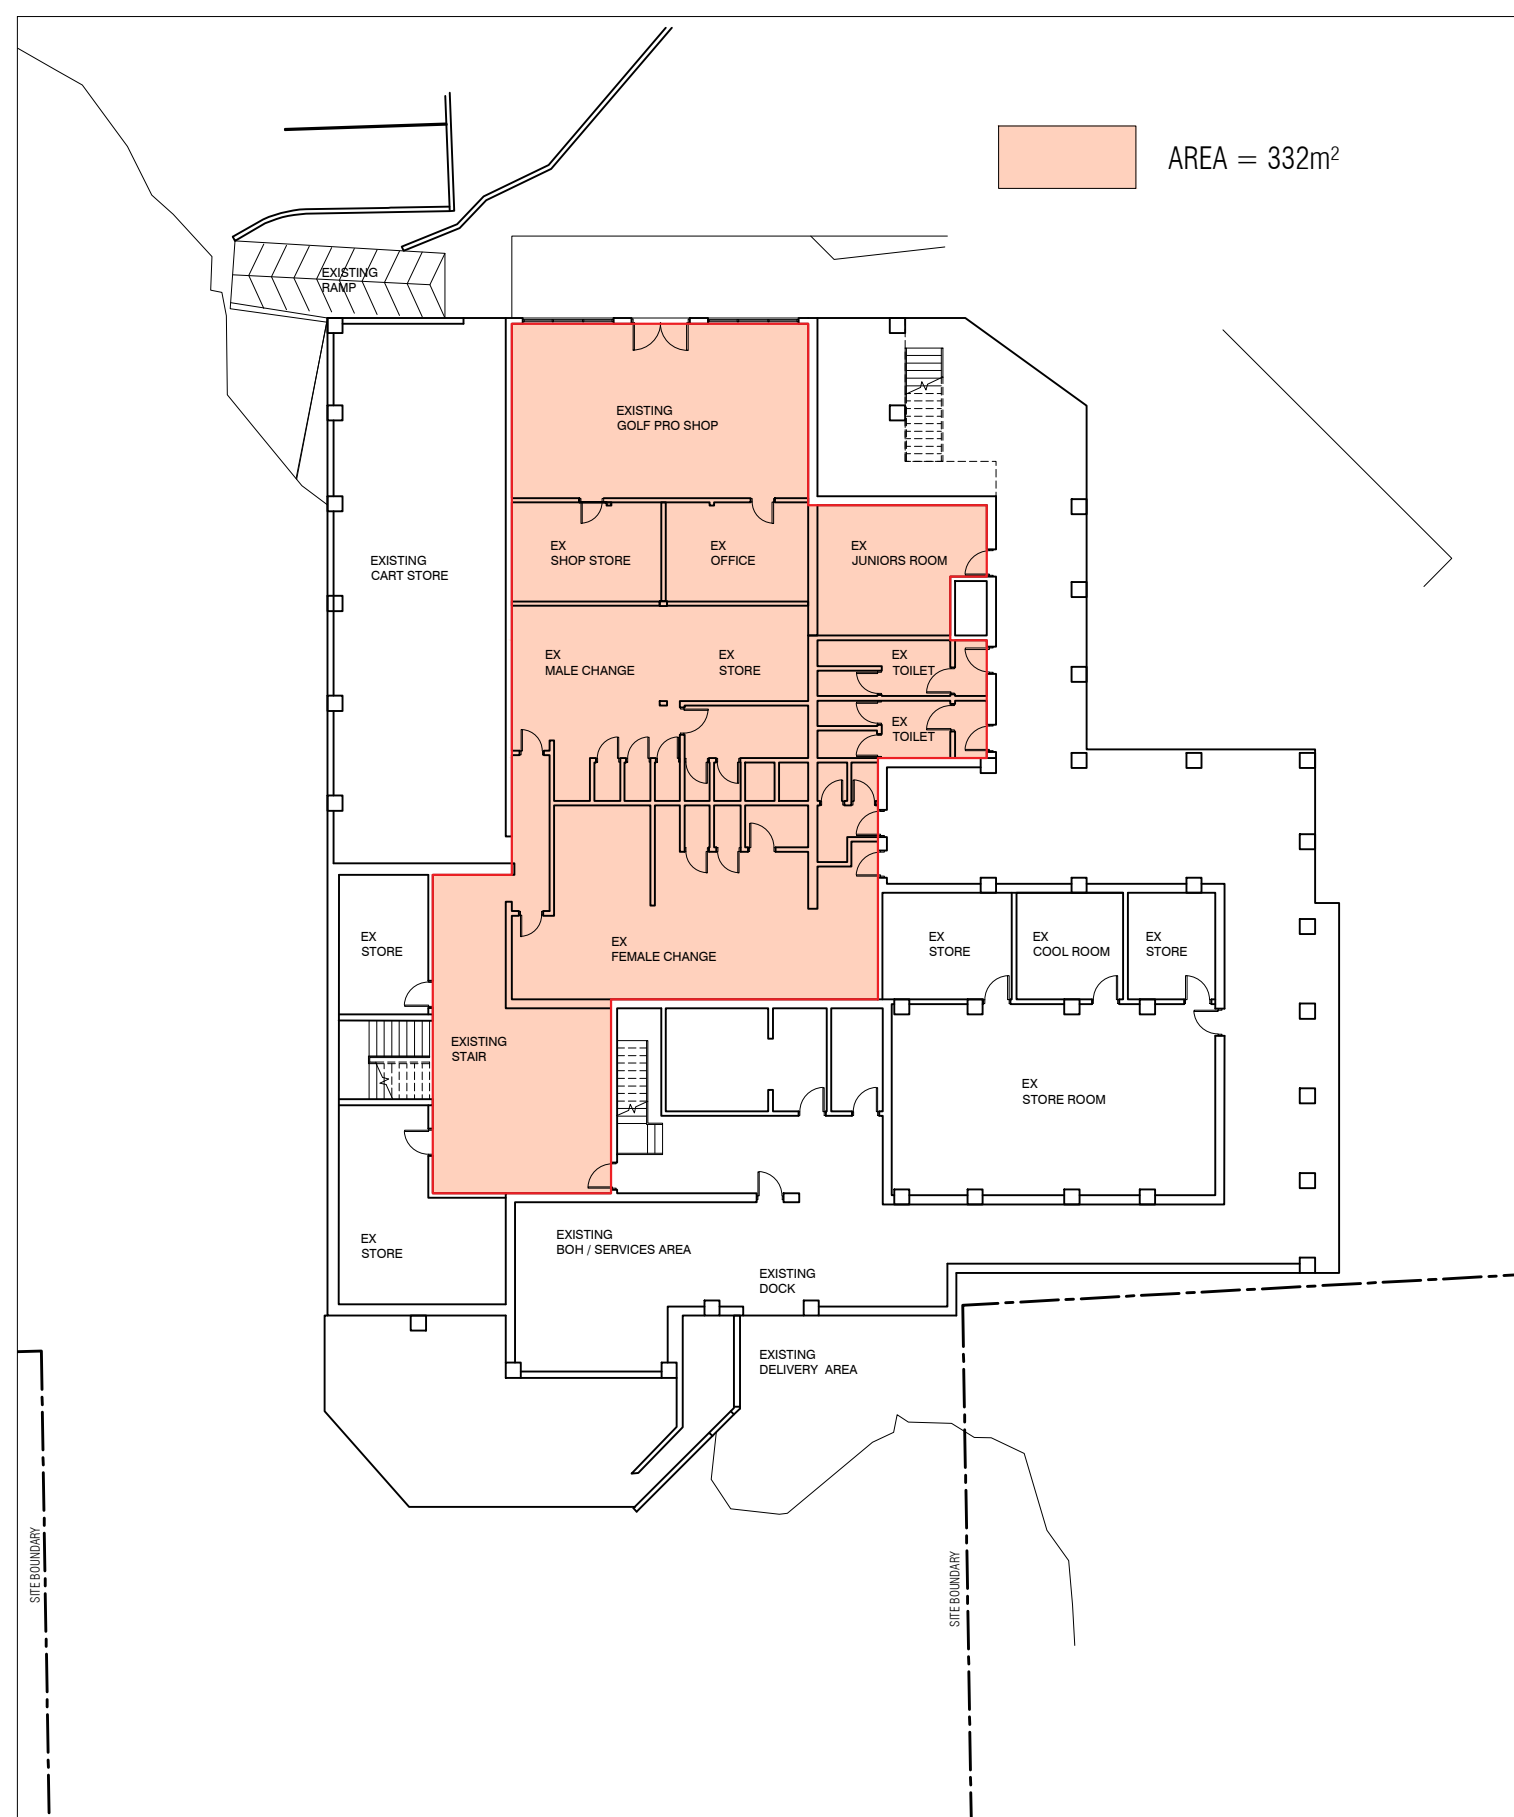 AREA = 332m²
EXISTING
RAMP
EXISTING
GOLF PRO SHOP
EXISTING
CART STORE
EX
SHOP STORE
EX
OFFICE
EX
JUNIORS ROOM
EX
MALE CHANGE
EX
STORE
EX
TOILET
EX
TOILET
EX
STORE
EX
FEMALE CHANGE
EX
STORE
EX
COOL ROOM
EX
STORE
EXISTING
STAIR
EX
STORE ROOM
EX
STORE
EXISTING
BOH / SERVICES AREA
EXISTING
DOCK
EXISTING
DELIVERY AREA
SITE BOUNDARY
SITE BOUNDARY